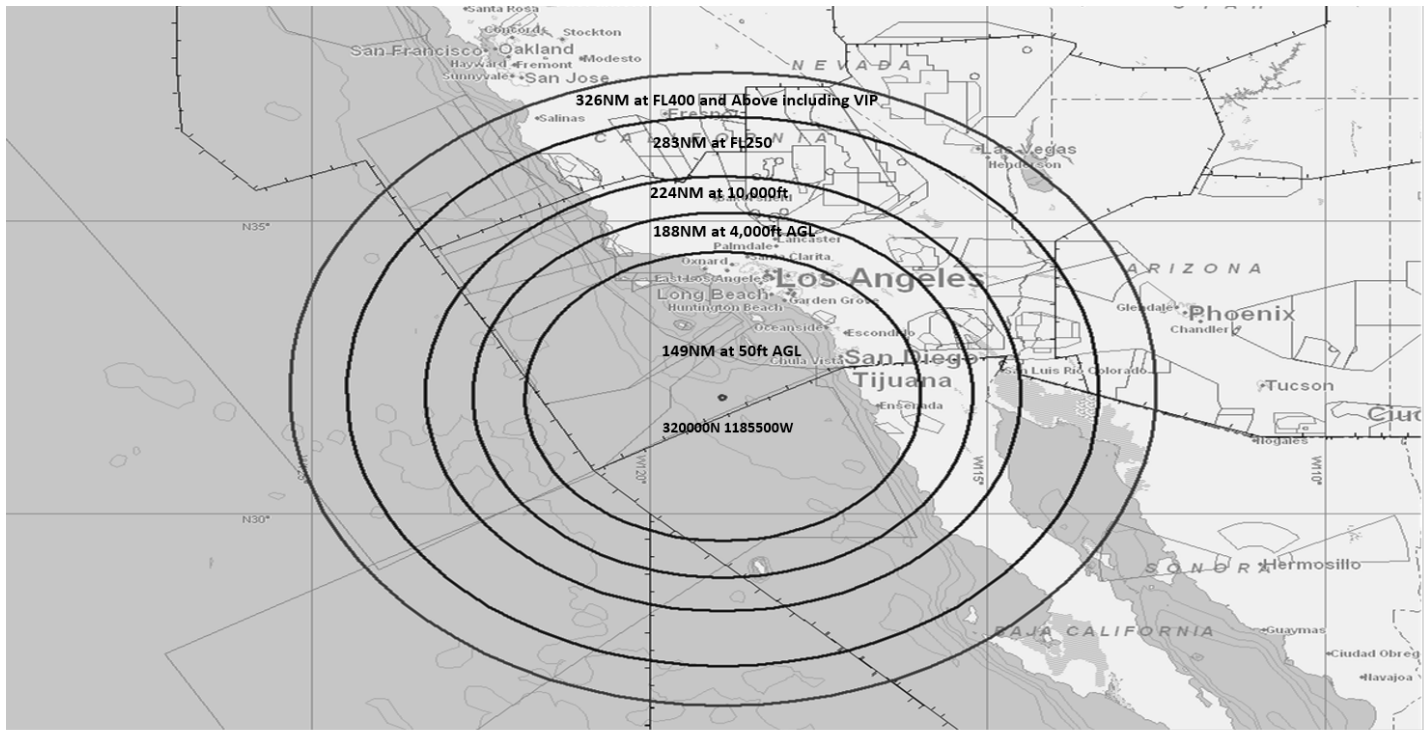 Santa Rosa
Concord
Stockton
San Francisco
Oakland
Modesto
Hayward
Fremont
Sunnyvale
San Jose
NEVADA
326NM at FL400 and Above including VIP
Salinas
CALIFORNIA
283NM at FL250
Las Vegas
Henderson
224NM at 10,000ft
Bakersfield
N35°
188NM at 4,000ft AGL
Lancaster
Palmdale
Santa Clarita
Oxnard
ARIZONA
East Los Angeles
Los Angeles
Long Beach
Garden Grove
Huntington Beach
Glendale
Phoenix
Chandler
Oceanside
Escondido
149NM at 50ft AGL
Chula Vista
San Diego
San Luis Rio Colorado
Tijuana
Tucson
Ensenada
320000N 1185500W
Nogales
W120°
W115°
W110°
N30°
SONORA
Hermosillo
BAJA CALIFORNIA
Guaymas
Ciudad Obreg
Navajoa